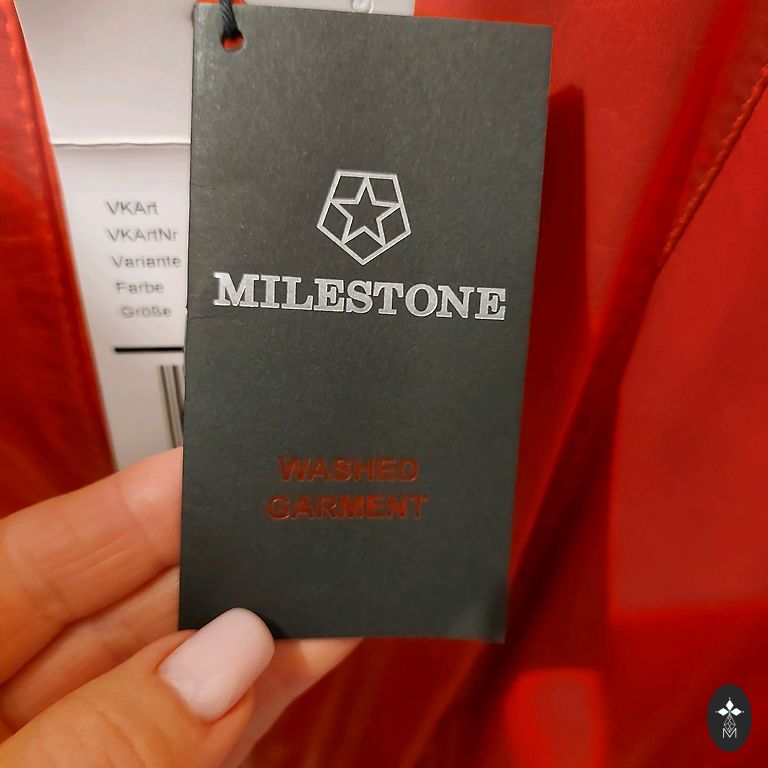 VKArt
VKArtNr
Variante
Farbe
Größe
MILESTONE
WASHED
GARMENT
M